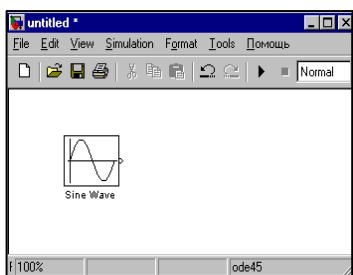 untitled *
File Edit View Simulation Format Tools Помощь
Normal
Sine Wave
100% ode45